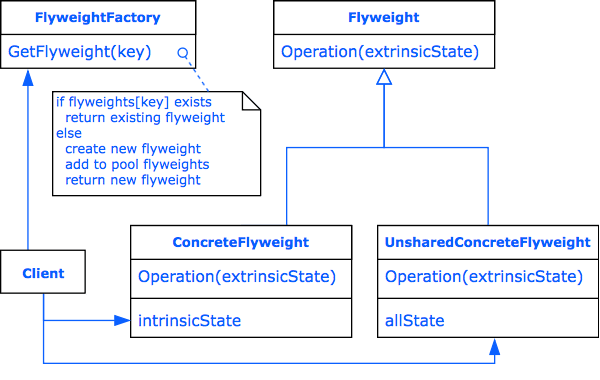 FlyweightFactory
GetFlyweight(key)
Flyweight
Operation(extrinsicState)
if flyweights[key] exists
return existing flyweight
else
create new flyweight
add to pool flyweights
return new flyweight
Client
ConcreteFlyweight
Operation(extrinsicState)
intrinsicState
UnsharedConcreteFlyweight
Operation(extrinsicState)
allState